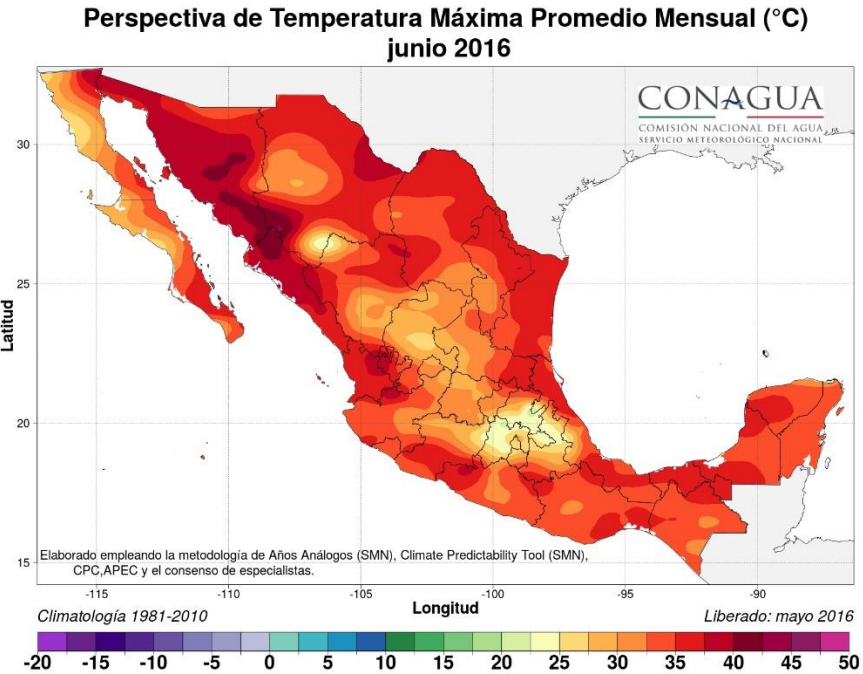 Perspectiva de Temperatura Máxima Promedio Mensual (°C)
junio 2016
CONAGUA
COMISIÓN NACIONAL DEL AGUA
SERVICIO METEOROLÓGICO NACIONAL
30
25
20
15
Latitud
Elaborado empleando la metodología de Años Análogos (SMN), Climate Predictability Tool (SMN),
CPC,APEC y el consenso de especialistas.
-115 -110 -105 -100 -95 -90
Longitud
Climatología 1981-2010
Liberado: mayo 2016
-20 -15 -10 -5 0 5 10 15 20 25 30 35 40 45 50